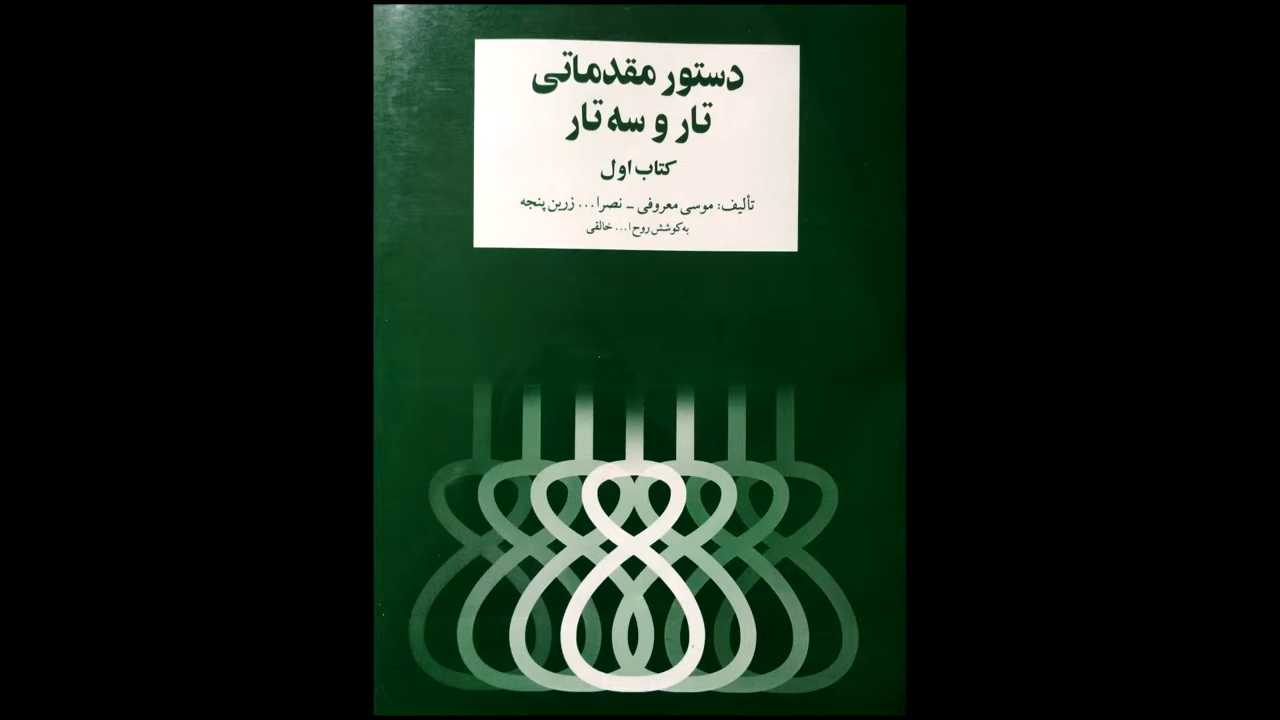 دستور مقدماتی
تار و سه تار
کتاب اول
تألیف: موسی معروفی ـ نصرا... زرین پنجه
به کوشش روح ا... خالقی